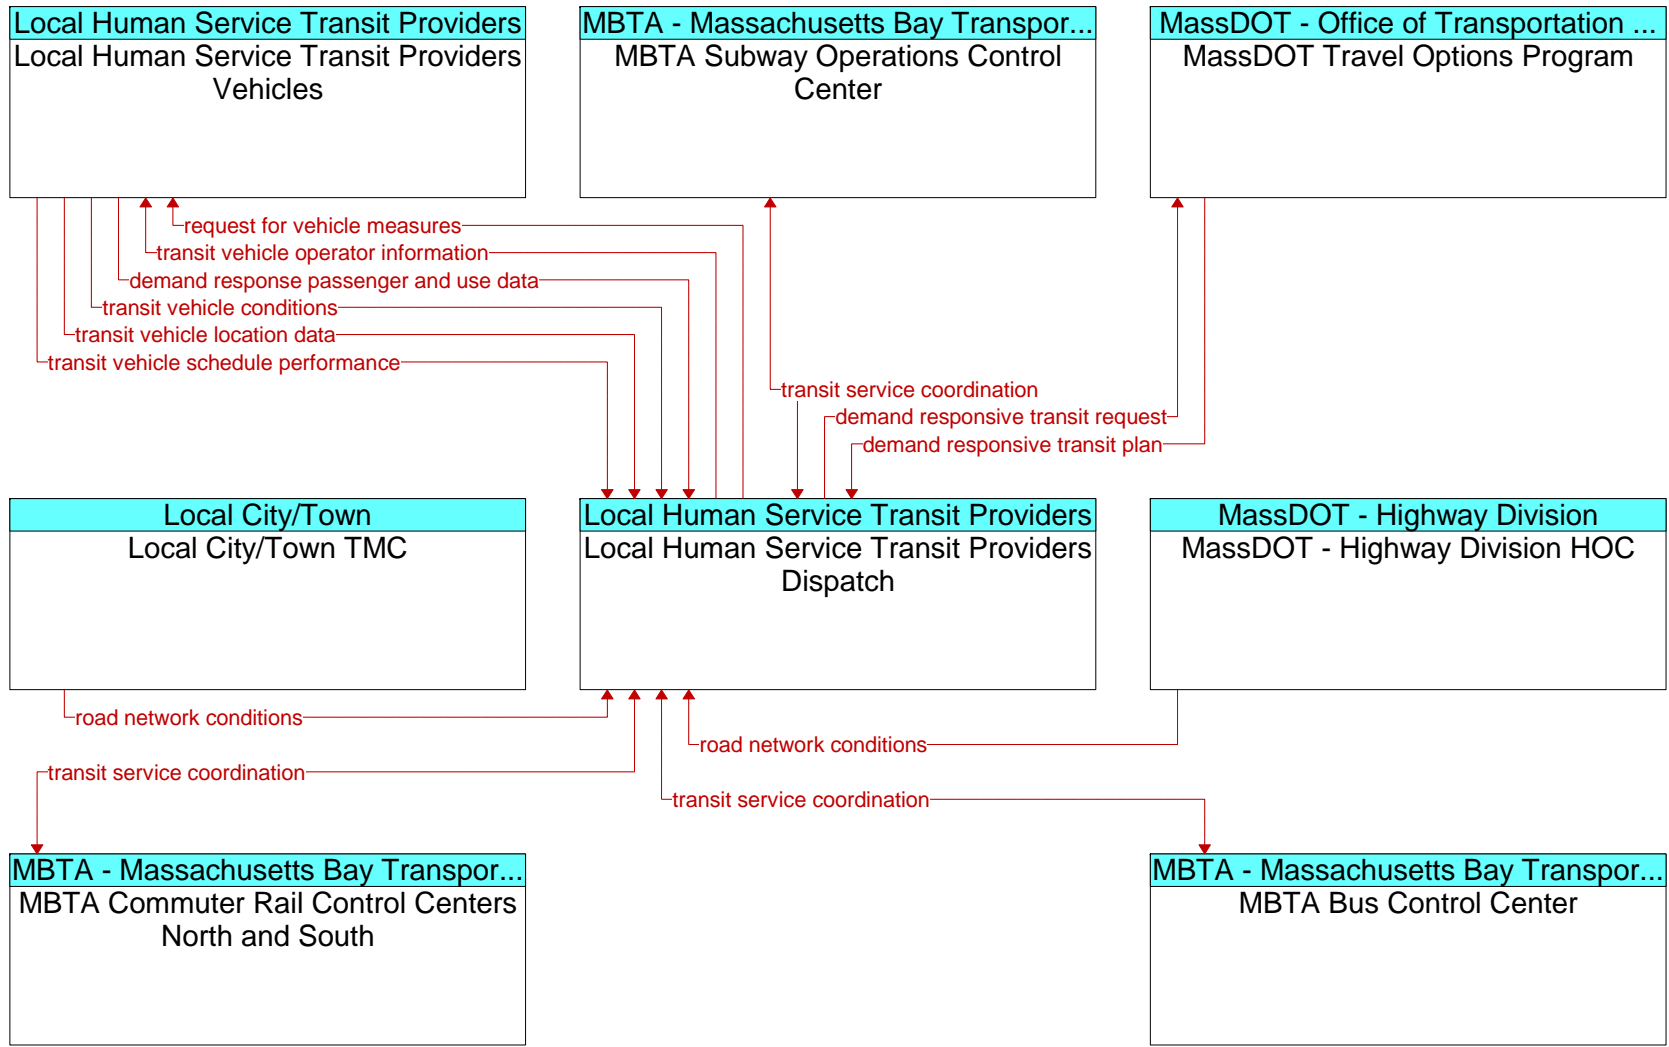 Local Human Service Transit Providers
Local Human Service Transit Providers
Vehicles
MBTA - Massachusetts Bay Transpor...
MBTA Subway Operations Control
Center
MassDOT - Office of Transportation ...
MassDOT Travel Options Program
request for vehicle measures
transit vehicle operator information
demand response passenger and use data
transit vehicle conditions
transit vehicle location data
transit vehicle schedule performance
transit service coordination
demand responsive transit request
demand responsive transit plan
Local City/Town
Local City/Town TMC
Local Human Service Transit Providers
Local Human Service Transit Providers
Dispatch
MassDOT - Highway Division
MassDOT - Highway Division HOC
road network conditions
road network conditions
transit service coordination
transit service coordination
MBTA - Massachusetts Bay Transpor...
MBTA Commuter Rail Control Centers
North and South
MBTA - Massachusetts Bay Transpor...
MBTA Bus Control Center